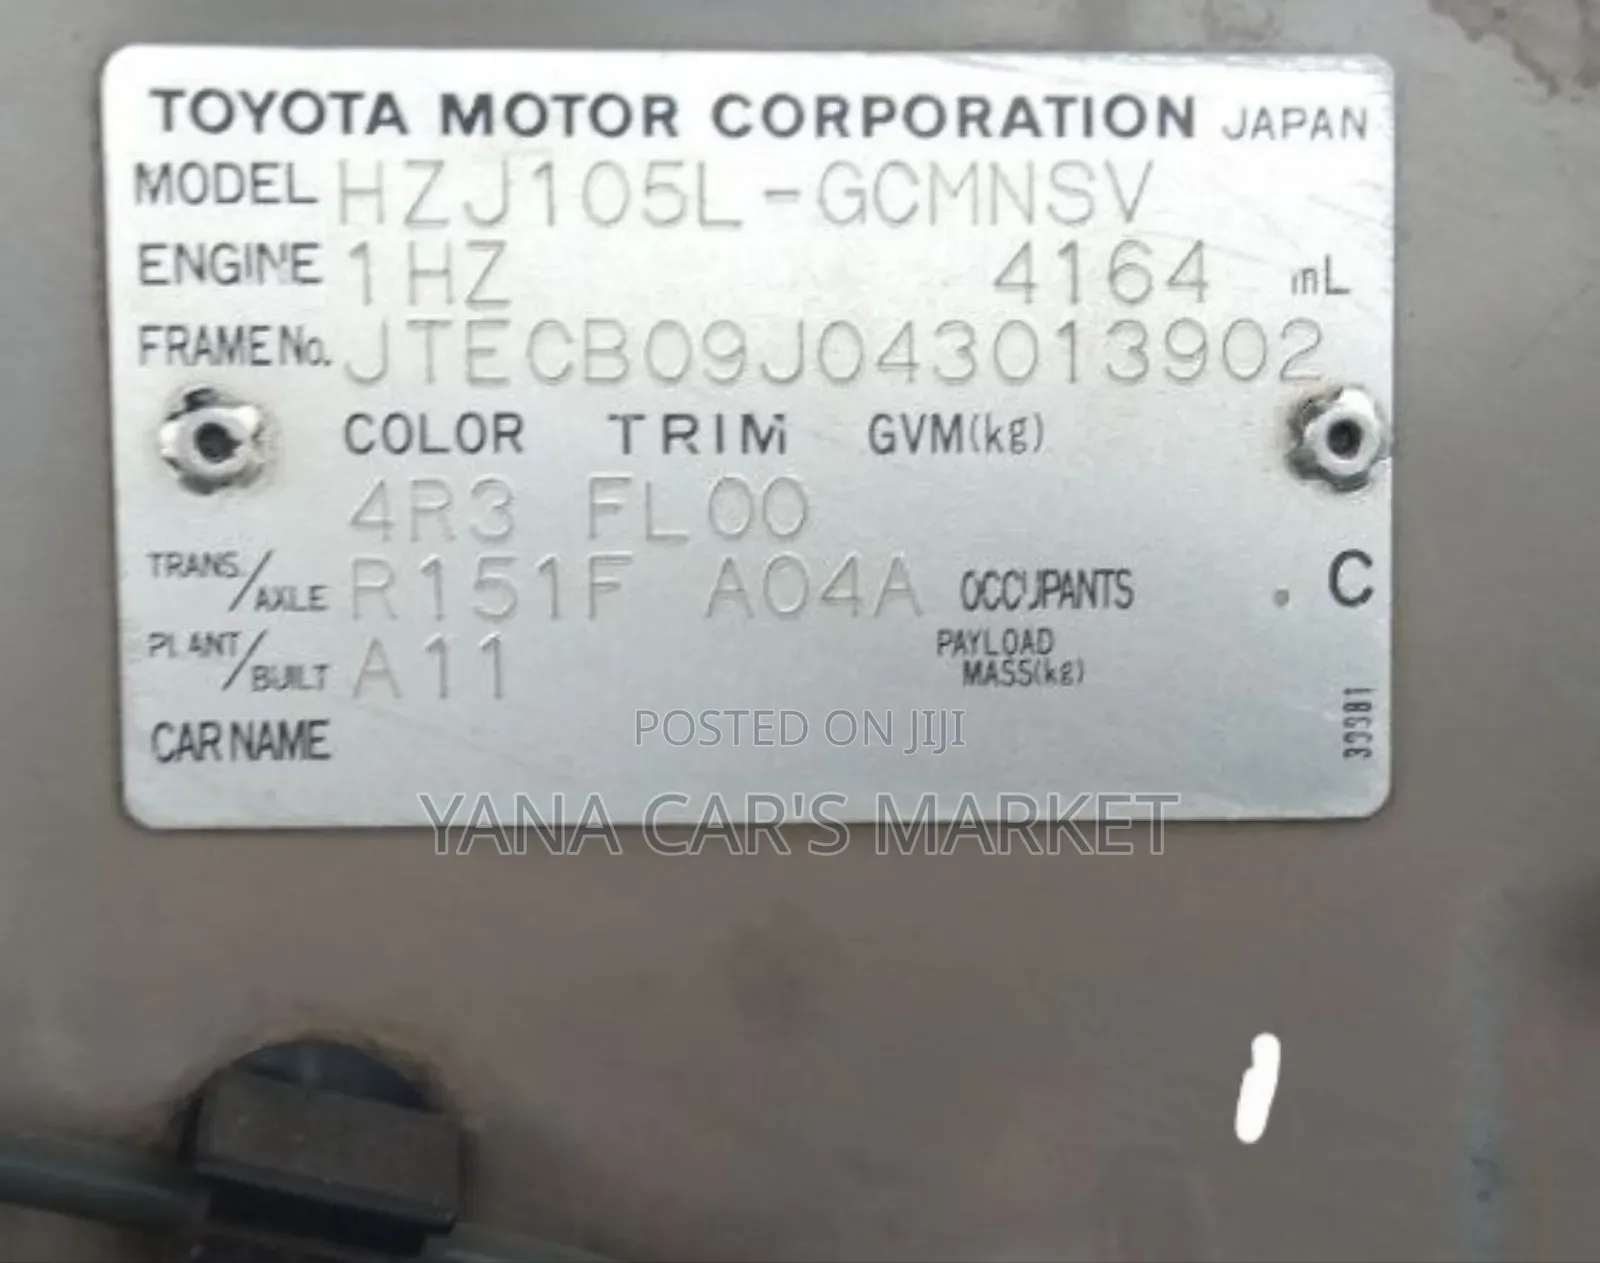 TOYOTA MOTOR CORPORATION JAPAN
MODEL HZJ105L-GCMNSV
ENGINE 1HZ 4164 mL
FRAME No. JTECB09J043013902
COLOR TRIM GVM(kg)
4R3 FL00
TRANS./AXLE R151F A04A OCCUPANTS . C
PLANT/BUILT A11 PAYLOAD MASS(kg)
CAR NAME
POSTED ON JIJI
YANA CAR'S MARKET